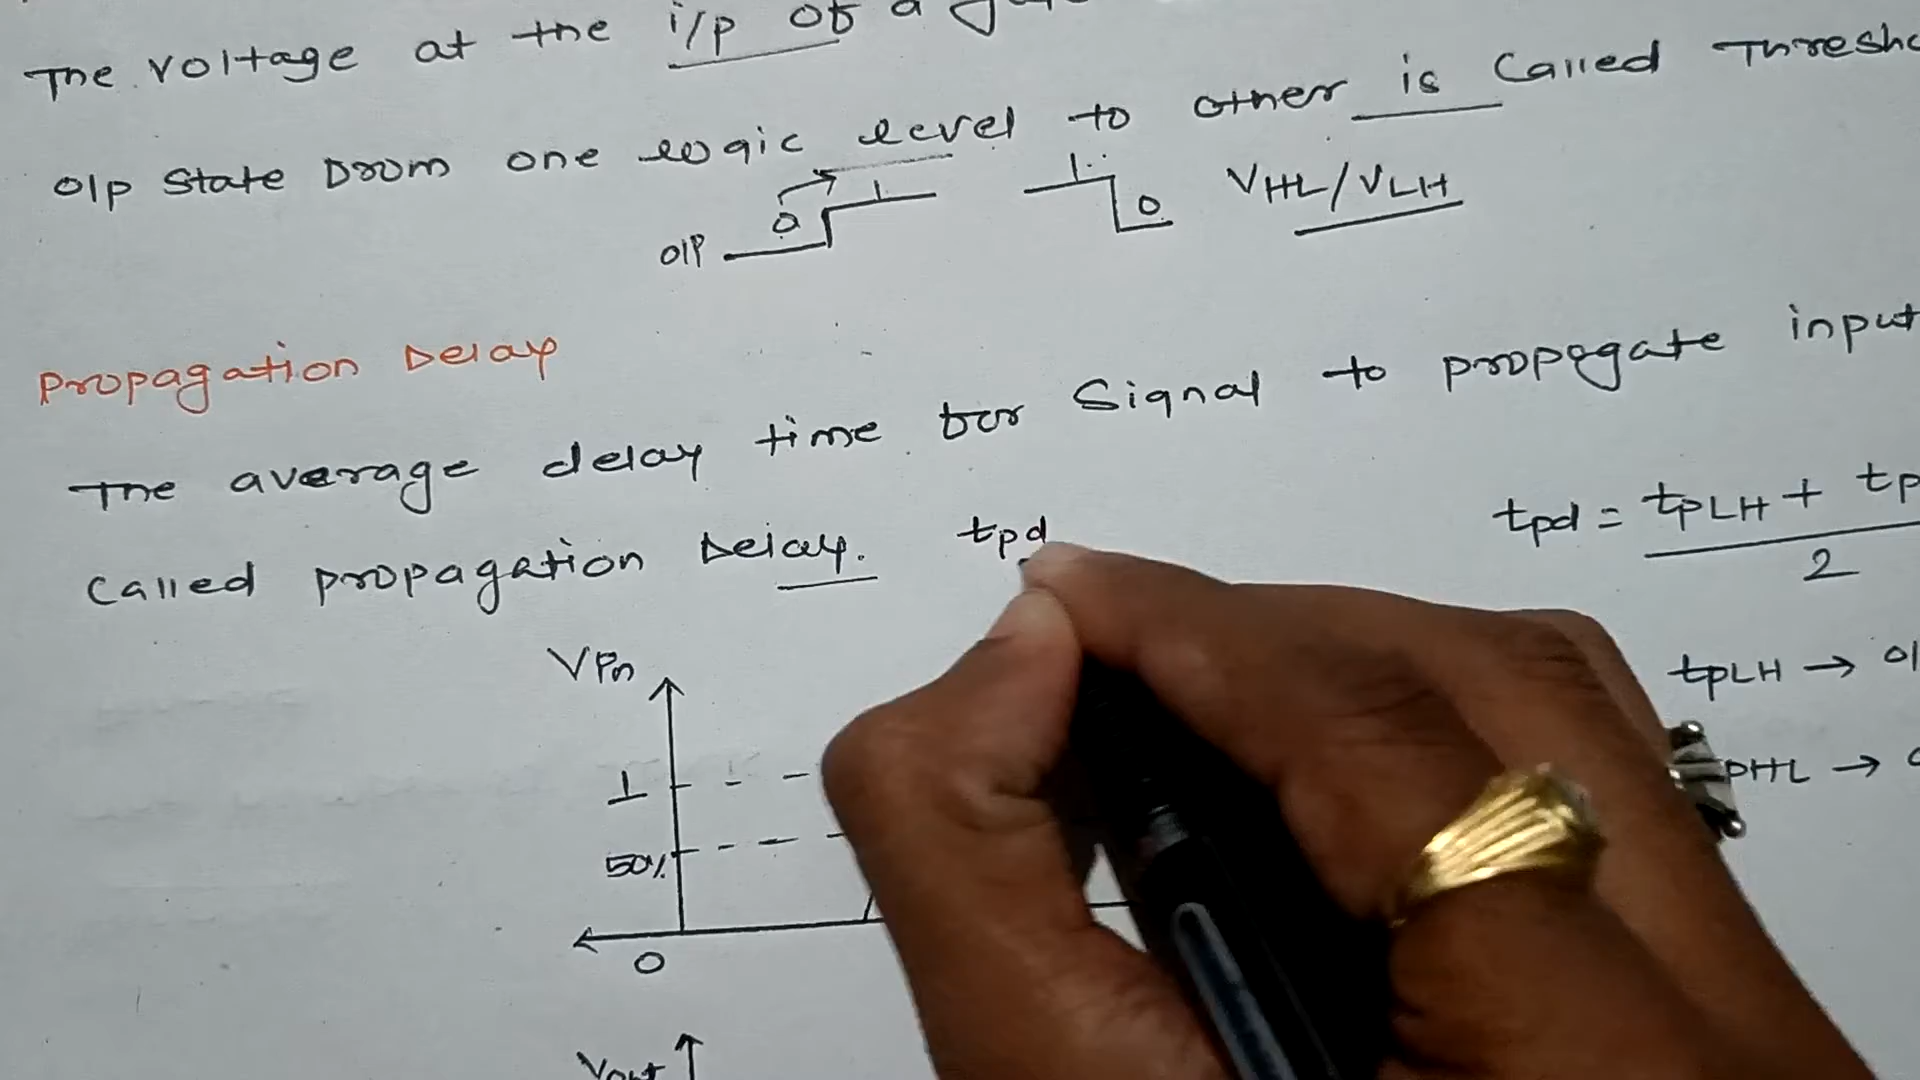 The voltage at the i/p of a
o/p state from one logic level to other is called Thresho
0 1
1 0
VHL/VLH
o/p
Propagation Delay
The average delay time for signal to propagate input
called propagation Delay. tpd
tpd = tpLH + tp
2
Vin
tpLH → o/
1
pHL →
50%
0
Vout